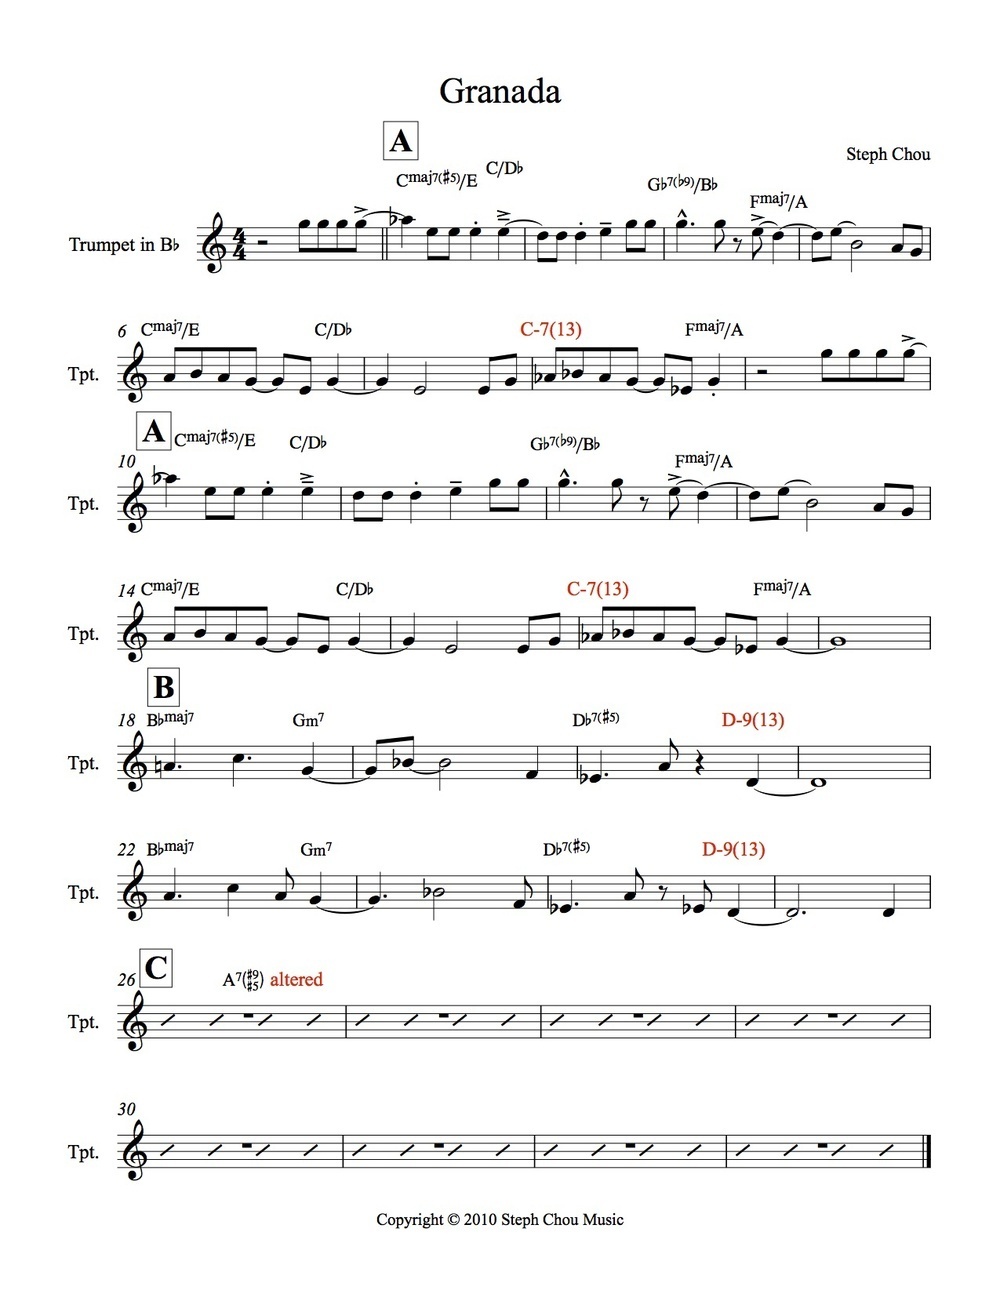 Granada
A
Steph Chou
Cmaj7(♯5)/E C/D♭ G♭7(♭9)/B♭ Fmaj7/A
Trumpet in B♭
6 Cmaj7/E C/D♭ C-7(13) Fmaj7/A
Tpt.
A Cmaj7(♯5)/E C/D♭ G♭7(♭9)/B♭ Fmaj7/A
10
Tpt.
14 Cmaj7/E C/D♭ C-7(13) Fmaj7/A
Tpt.
B
18 B♭maj7 Gm7 D♭7(♯5) D-9(13)
Tpt.
22 B♭maj7 Gm7 D♭7(♯5) D-9(13)
Tpt.
C
26 A7(♯9♯5) altered
Tpt.
30
Tpt.
Copyright © 2010 Steph Chou Music